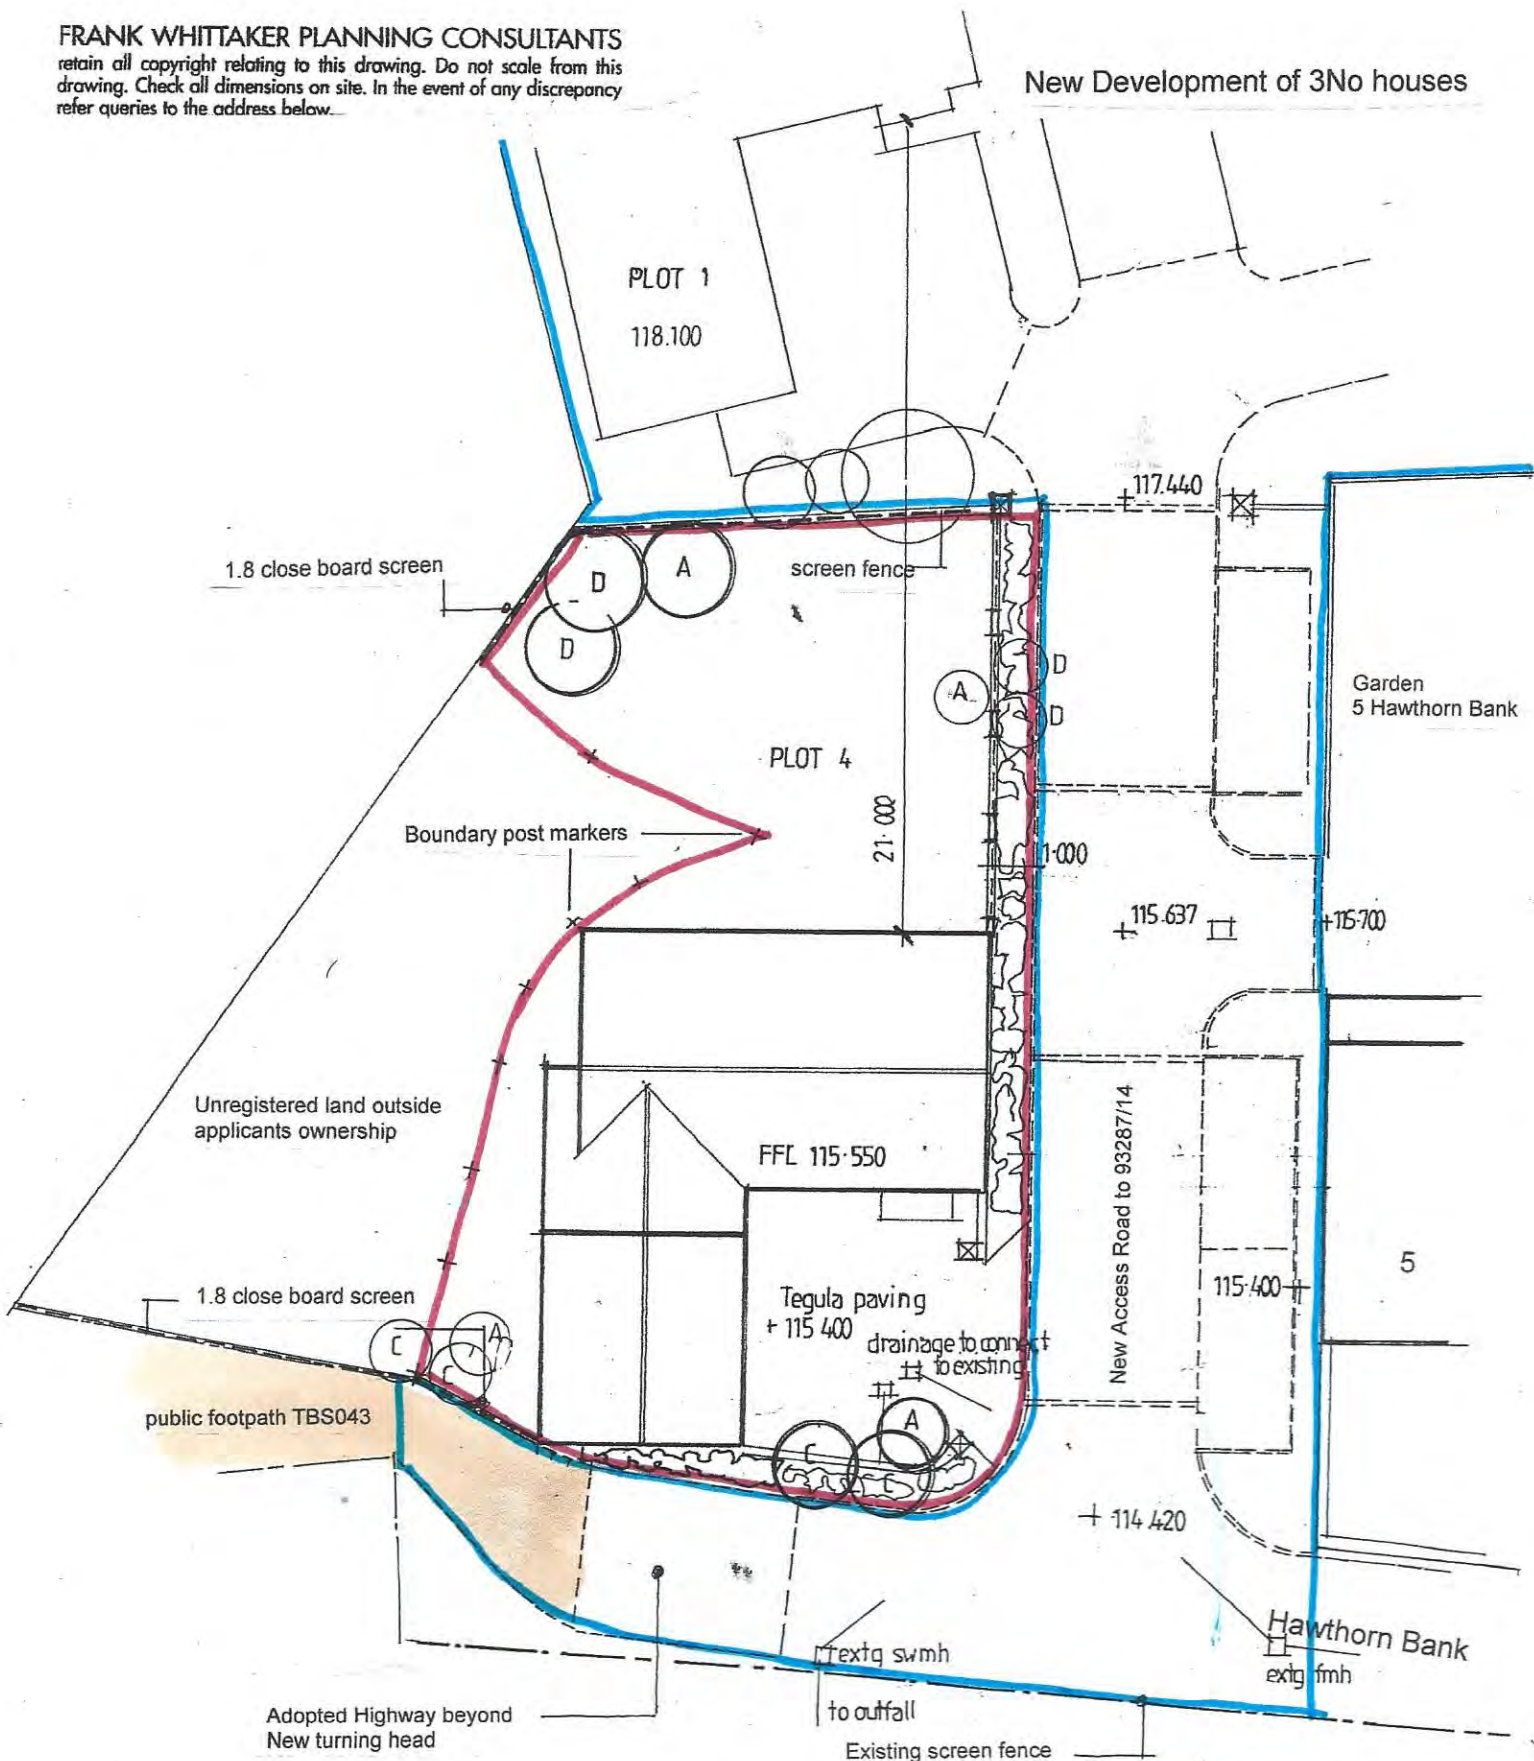 FRANK WHITTAKER PLANNING CONSULTANTS
retain all copyright relating to this drawing. Do not scale from this
drawing. Check all dimensions on site. In the event of any discrepancy
refer queries to the address below.
New Development of 3No houses
PLOT 1
118.100
117.440
1.8 close board screen
D
A
screen fence
D
D
A
D
Garden
5 Hawthorn Bank
PLOT 4
21.000
Boundary post markers
1.000
115.637
115.700
Unregistered land outside
applicants ownership
FFL 115.550
New Access Road to 93287/14
5
115.400
1.8 close board screen
Tegula paving
+ 115 400
drainage to connect
to existing
C
A
C
public footpath TBS043
A
C
C
114.420
Hawthorn Bank
extg fmh
extg swmh
to outfall
Adopted Highway beyond
New turning head
Existing screen fence